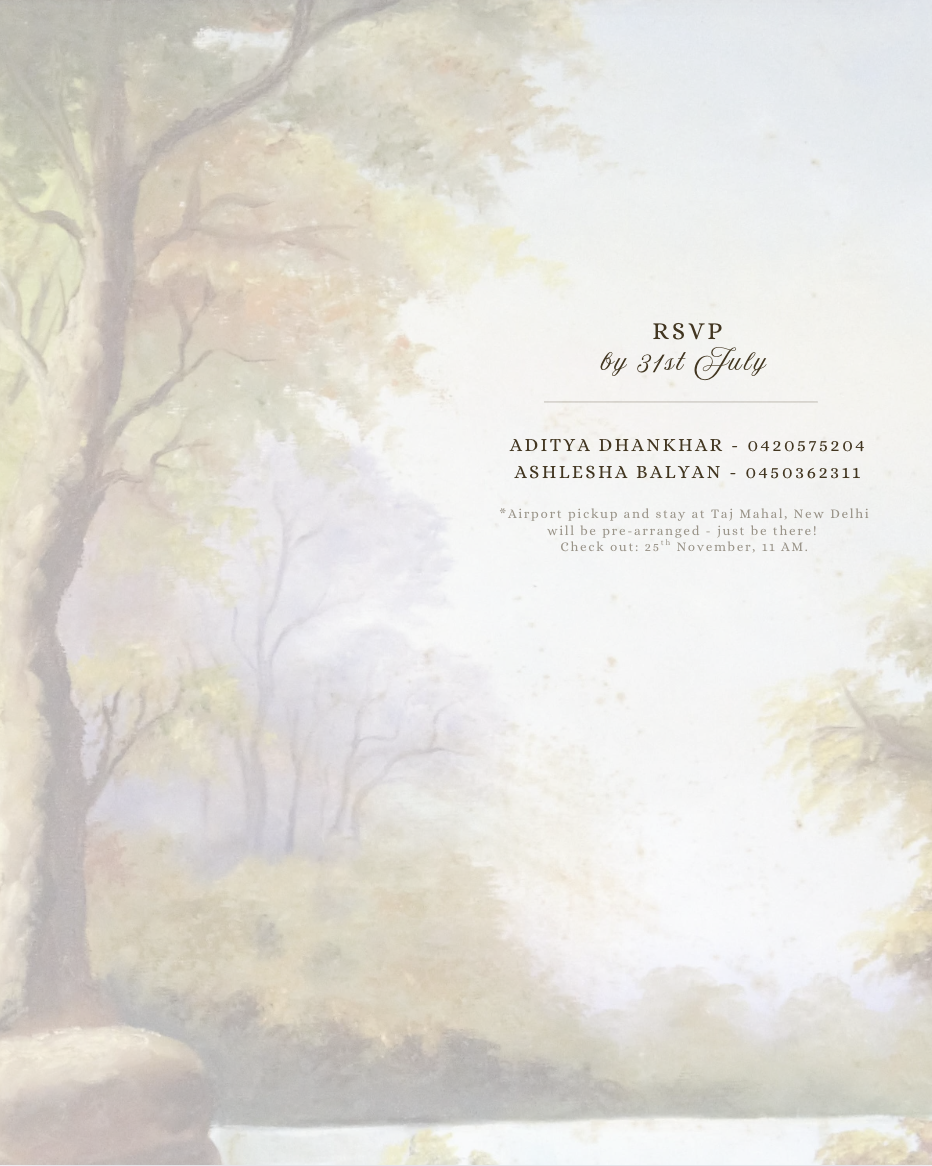 RSVP
by 31st July
ADITYA DHANKHAR - 0420575204
ASHLESHA BALYAN - 0450362311
*Airport pickup and stay at Taj Mahal, New Delhi
will be pre-arranged - just be there!
Check out: 25th November, 11 AM.